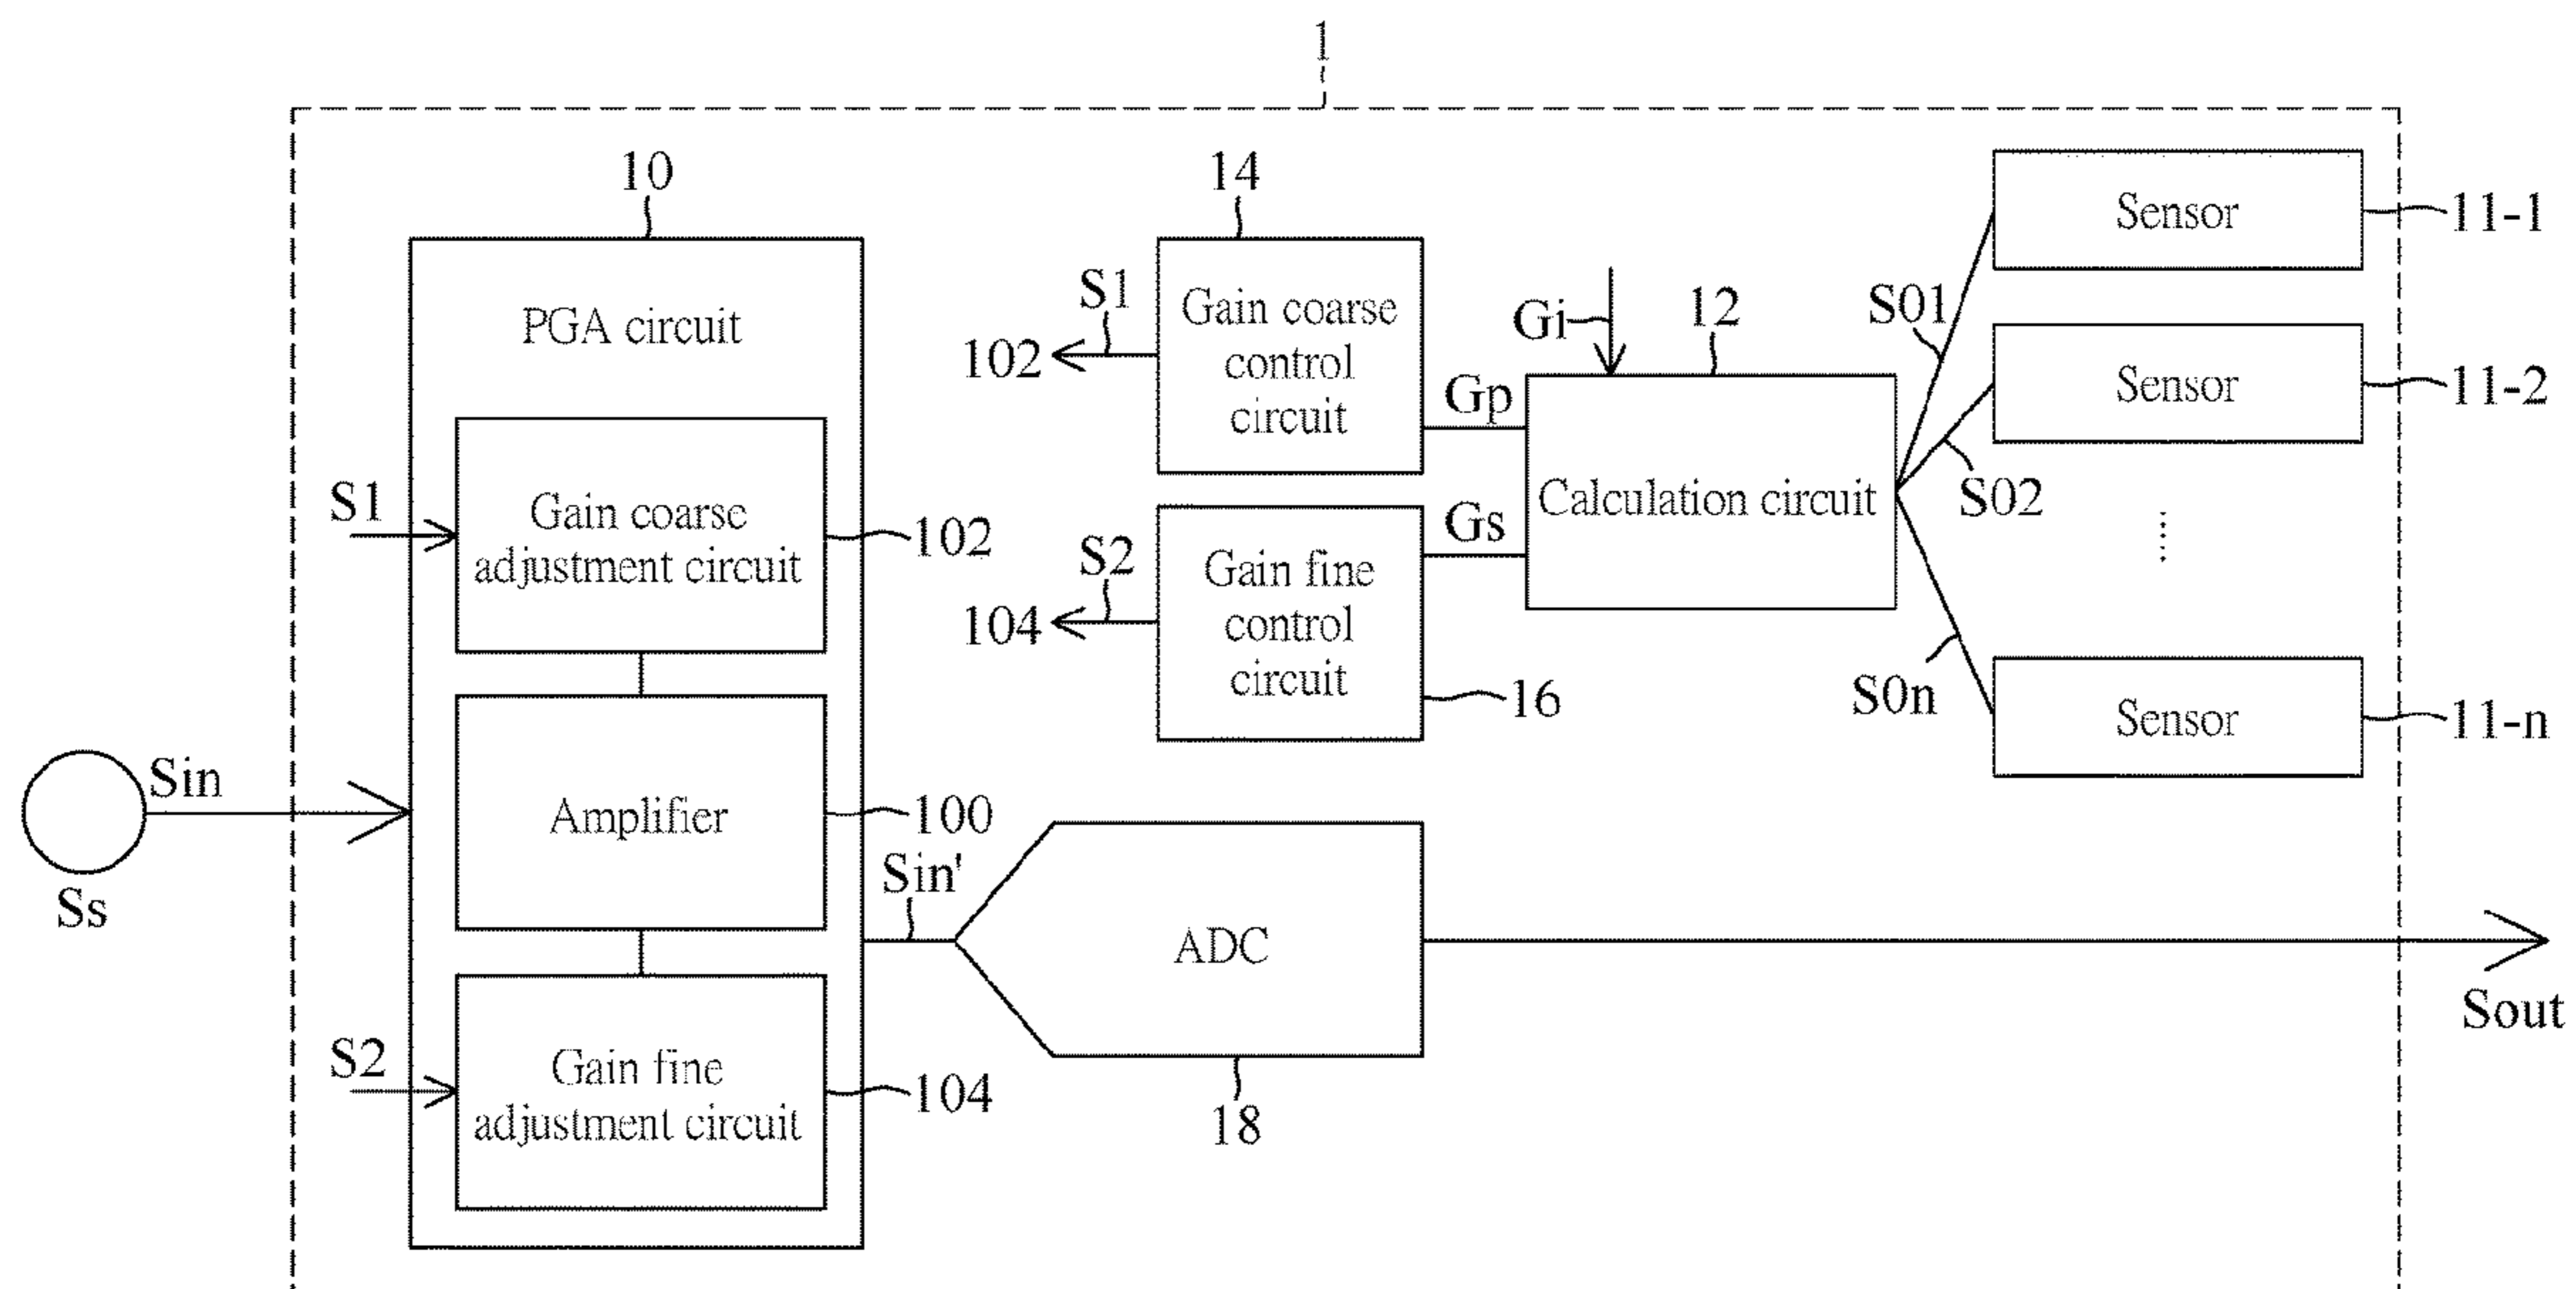 1
10
PGA circuit
S1
Gain coarse
adjustment circuit
102
Amplifier
100
S2
Gain fine
adjustment circuit
104
Sin
Ss
Sin'
ADC
18
Sout
14
Gain coarse
control
circuit
S1
102
Gain fine
control
circuit
16
S2
104
Gp
Gs
Gi
12
Calculation circuit
S01
S02
S0n
Sensor
11-1
Sensor
11-2
.....
Sensor
11-n